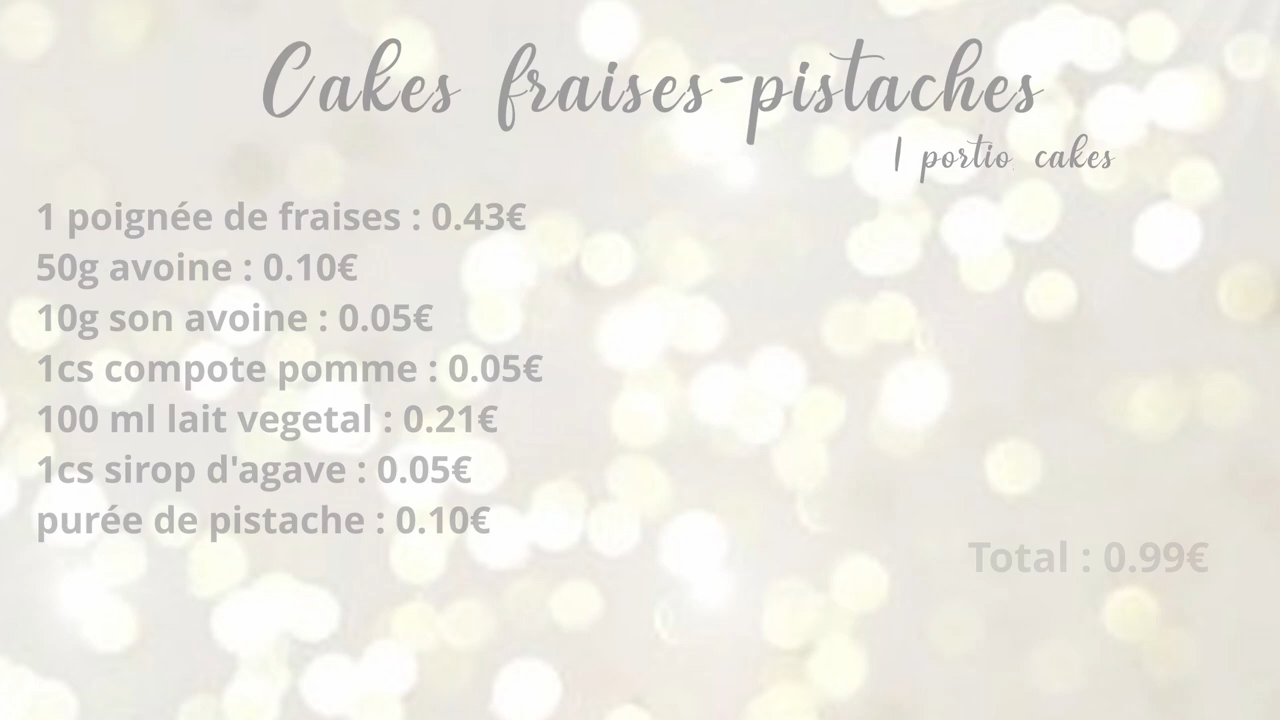 Cakes fraises-pistaches
1 portio cakes
1 poignée de fraises : 0.43€
50g avoine : 0.10€
10g son avoine : 0.05€
1cs compote pomme : 0.05€
100 ml lait vegetal : 0.21€
1cs sirop d'agave : 0.05€
purée de pistache : 0.10€
Total : 0.99€